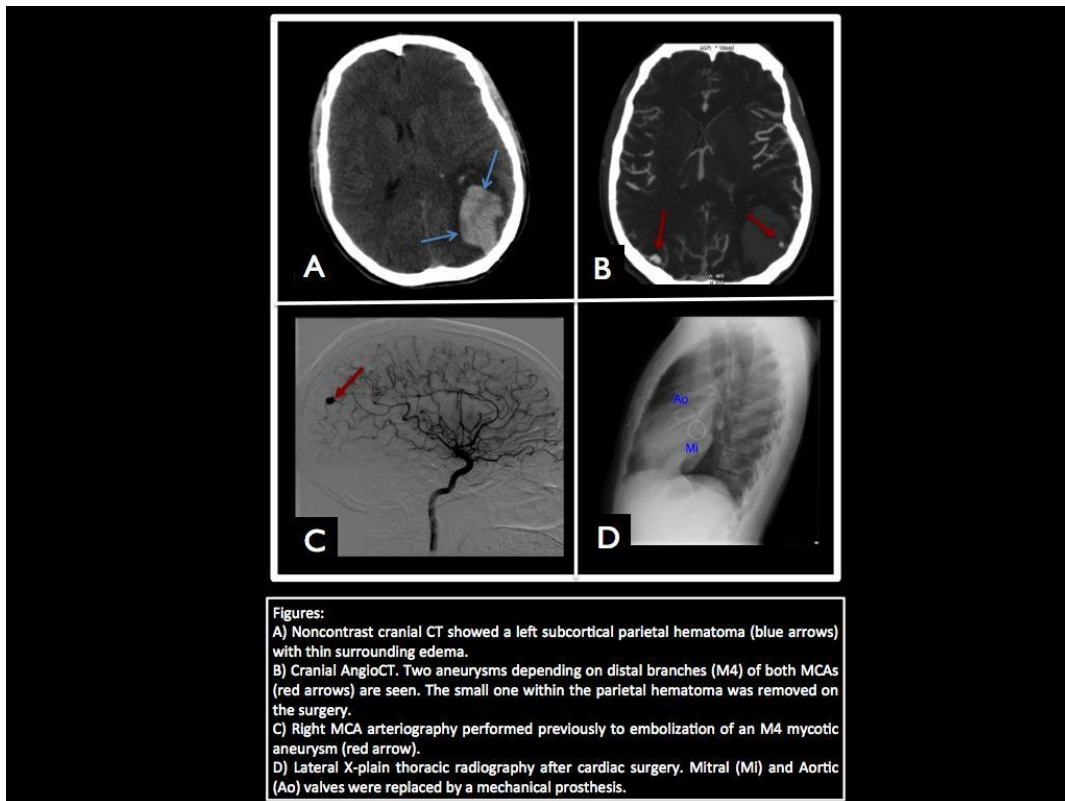 A
B
Ao
Mi
C
D
Figures:
A) Noncontrast cranial CT showed a left subcortical parietal hematoma (blue arrows)
with thin surrounding edema.
B) Cranial AngioCT. Two aneurysms depending on distal branches (M4) of both MCAs
(red arrows) are seen. The small one within the parietal hematoma was removed on
the surgery.
C) Right MCA arteriography performed previously to embolization of an M4 mycotic
aneurysm (red arrow).
D) Lateral X-plain thoracic radiography after cardiac surgery. Mitral (Mi) and Aortic
(Ao) valves were replaced by a mechanical prosthesis.